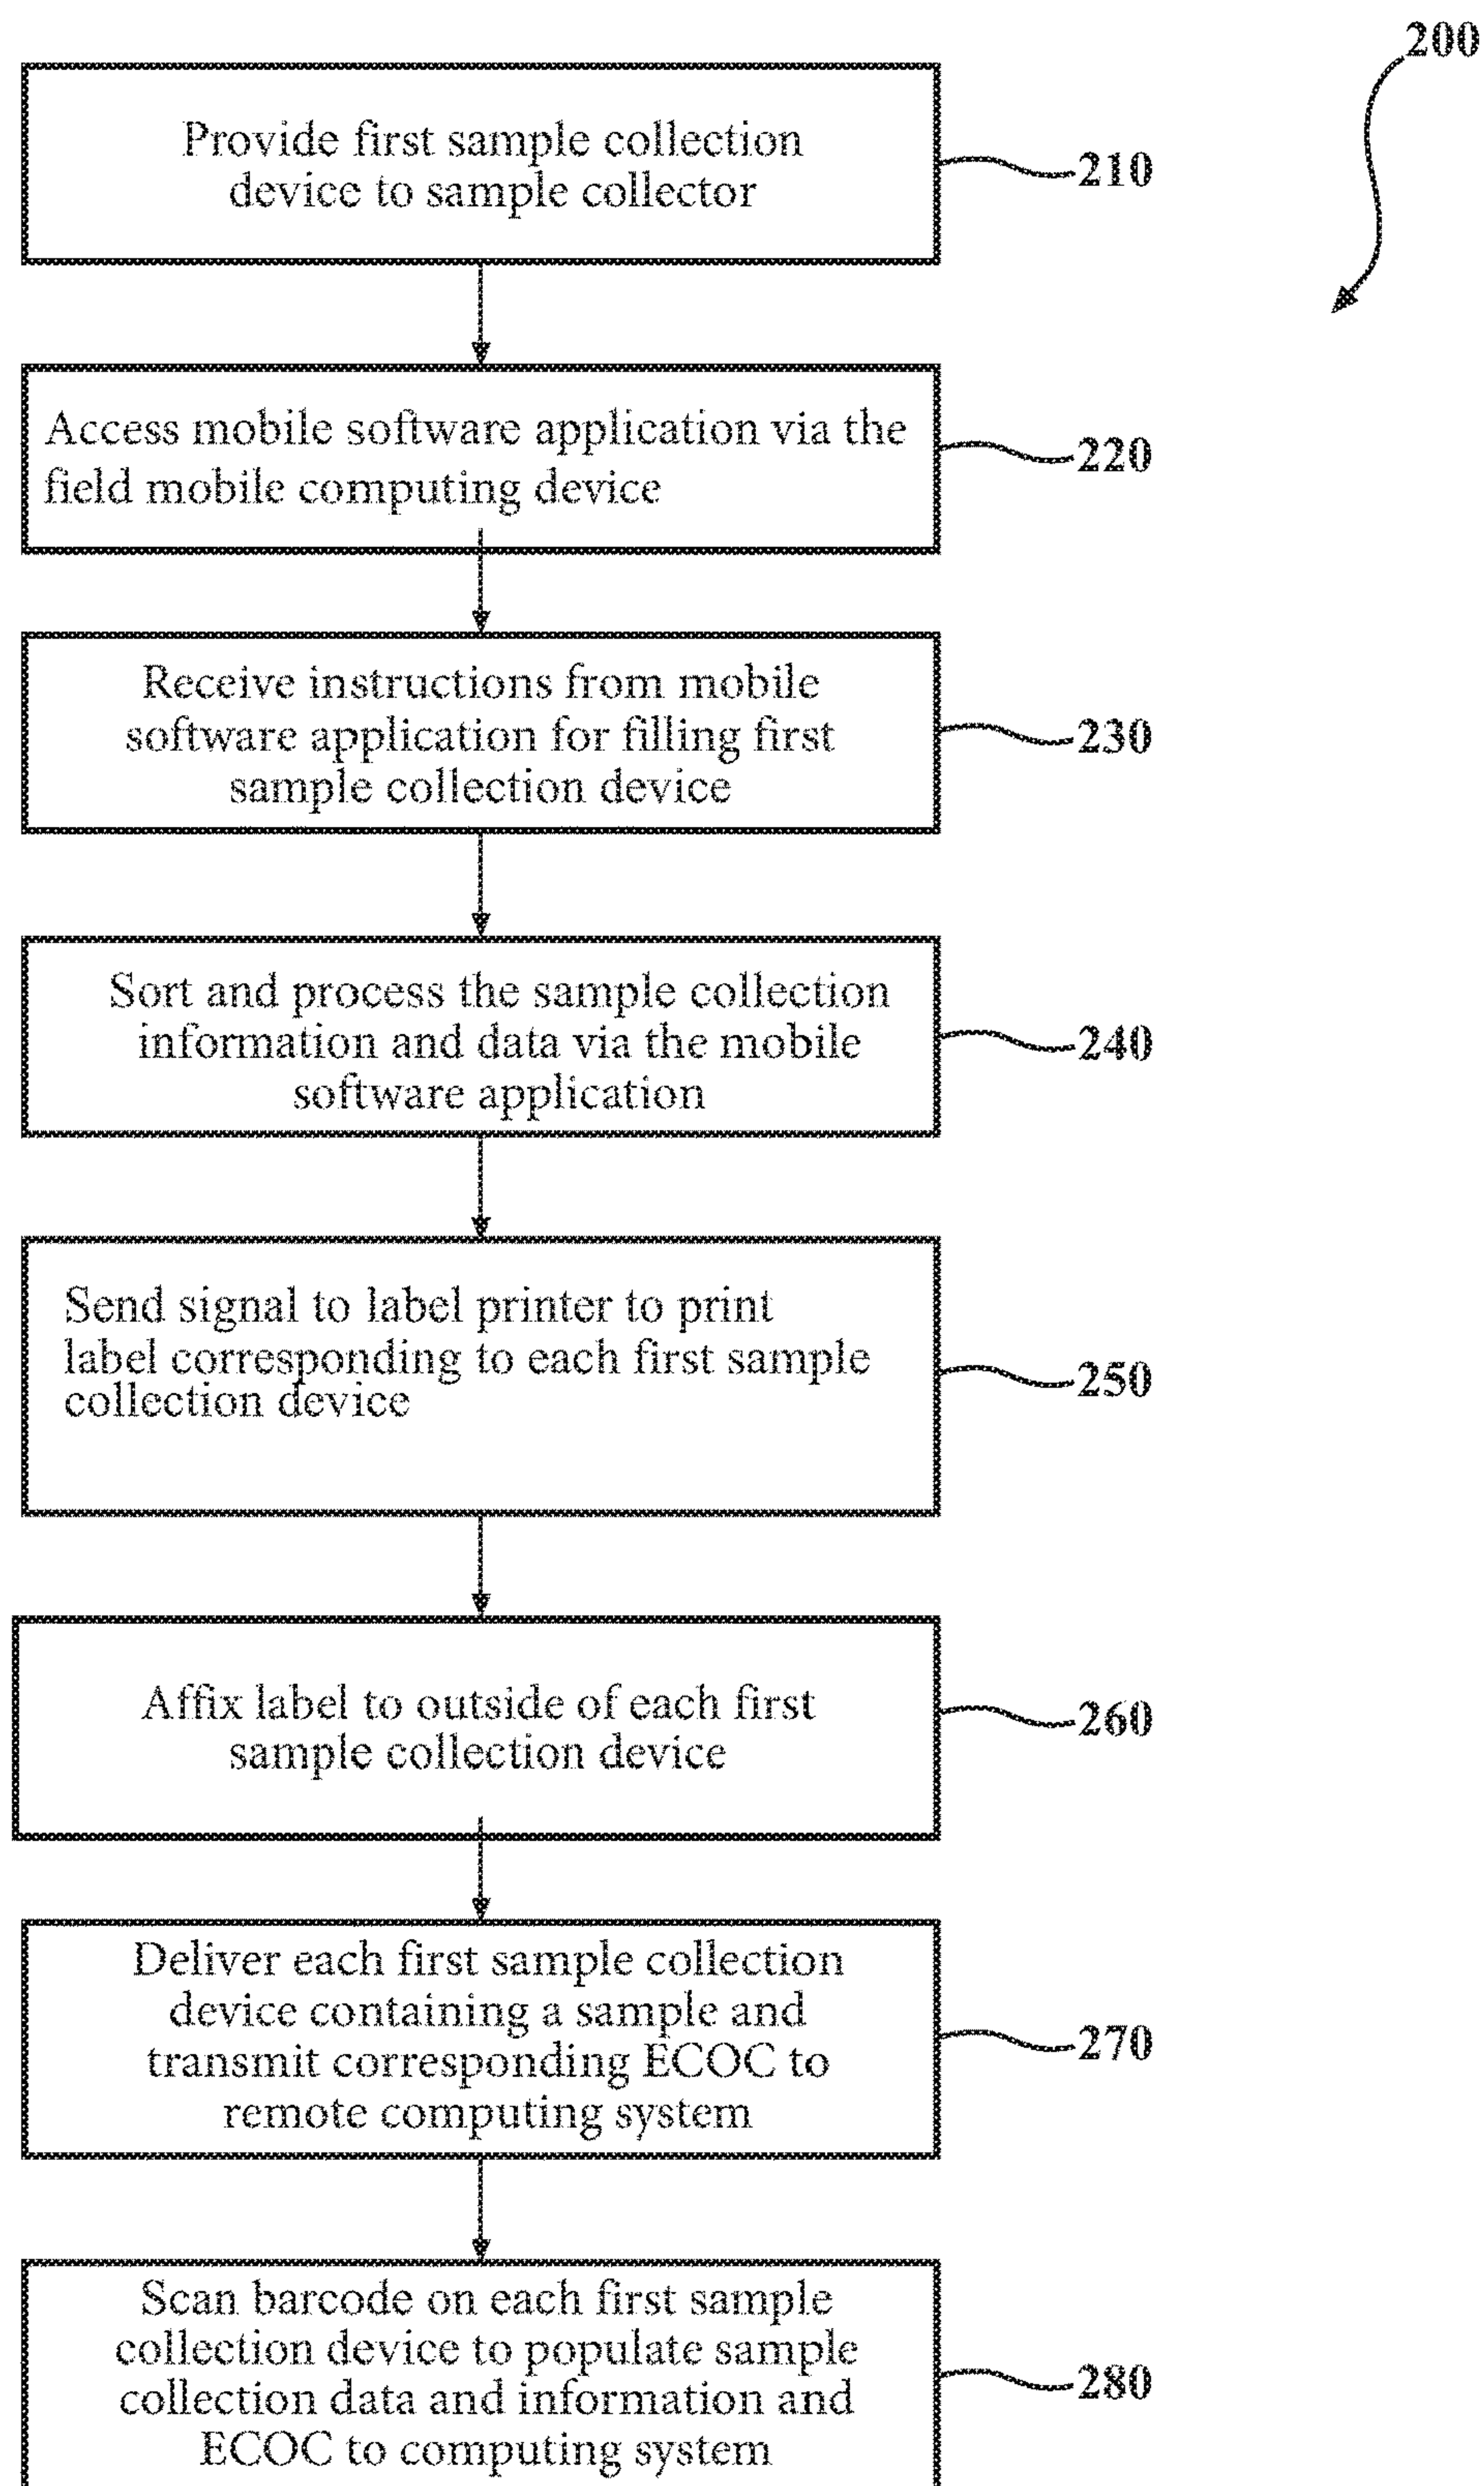 200
Provide first sample collection
device to sample collector
210
Access mobile software application via the
field mobile computing device
220
Receive instructions from mobile
software application for filling first
sample collection device
230
Sort and process the sample collection
information and data via the mobile
software application
240
Send signal to label printer to print
label corresponding to each first sample
collection device
250
Affix label to outside of each first
sample collection device
260
Deliver each first sample collection
device containing a sample and
transmit corresponding ECOC to
remote computing system
270
Scan barcode on each first sample
collection device to populate sample
collection data and information and
ECOC to computing system
280